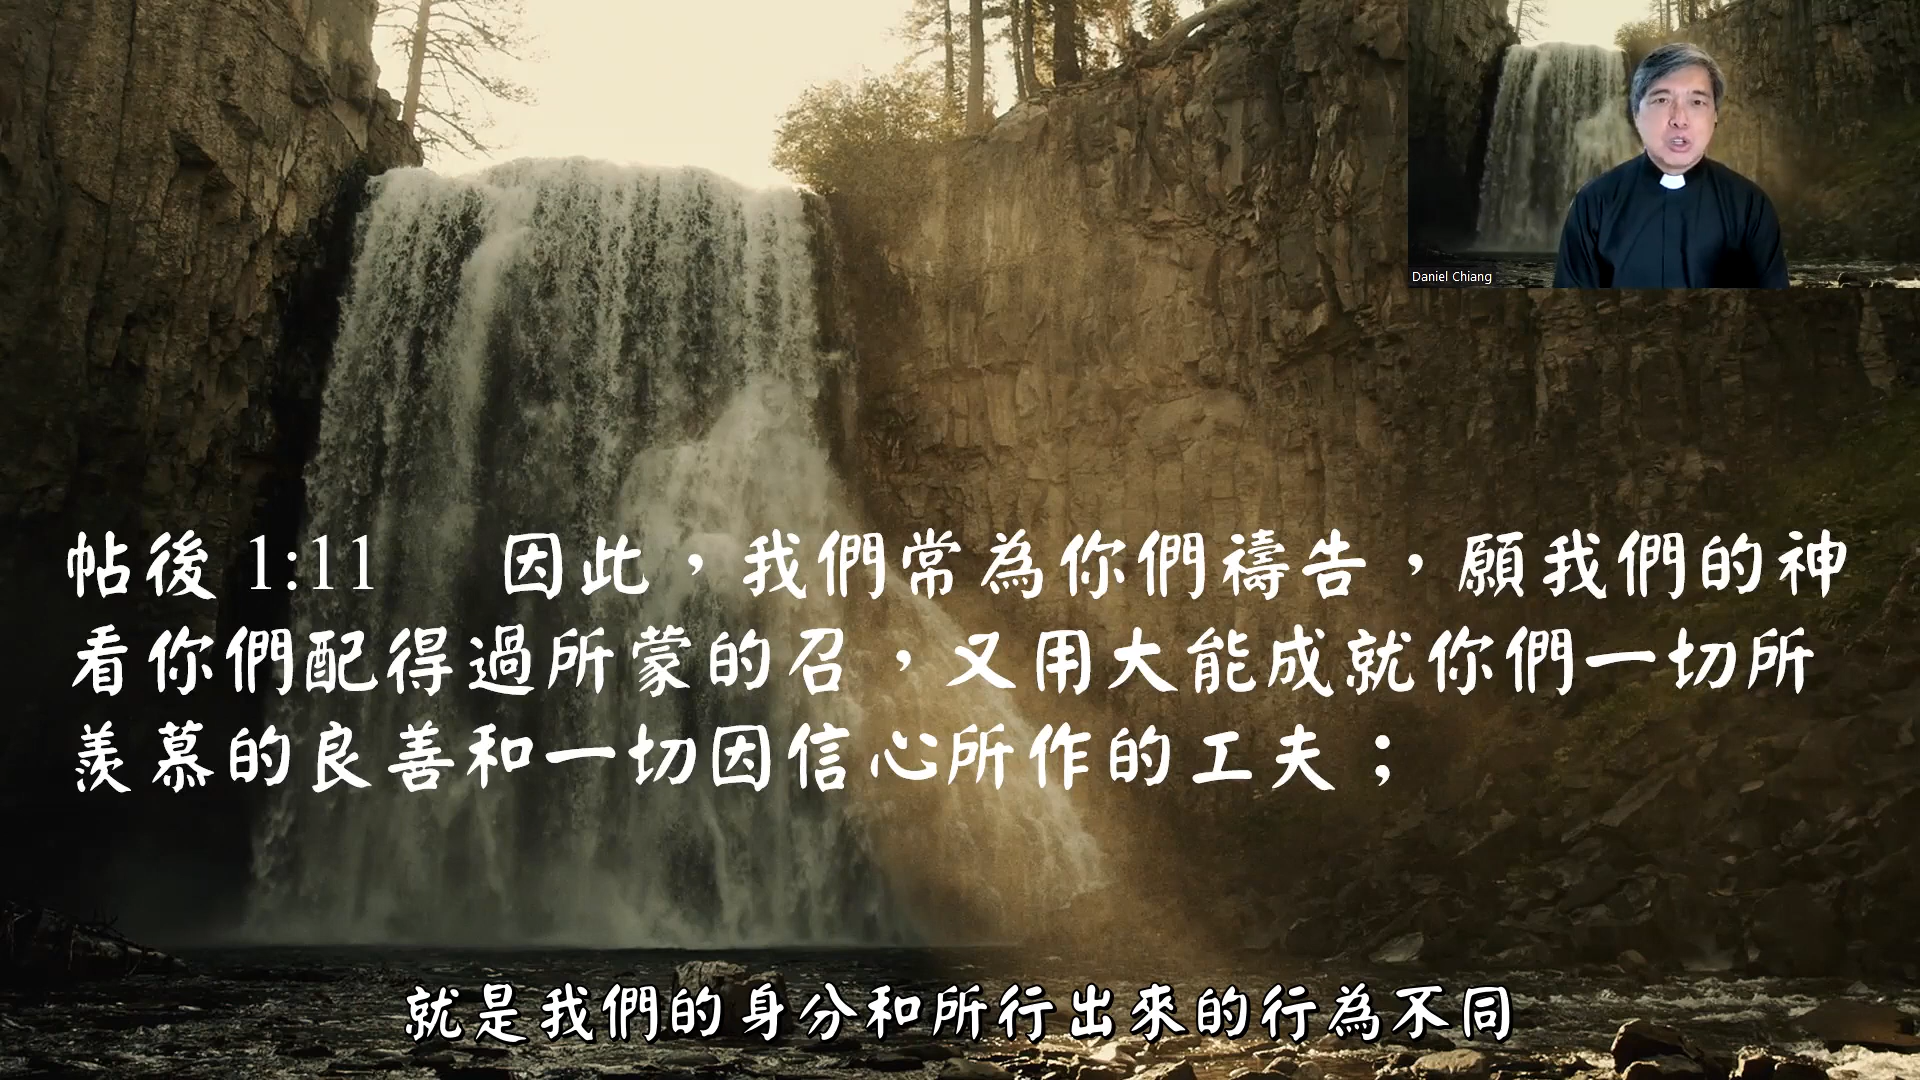 Daniel Chiang
帖後 1:11 因此，我們常為你們禱告，願我們的神
看你們配得過所蒙的召，又用大能成就你們一切所
羨慕的良善和一切因信心所作的工夫；
就是我們的身分和所行出來的行為不同